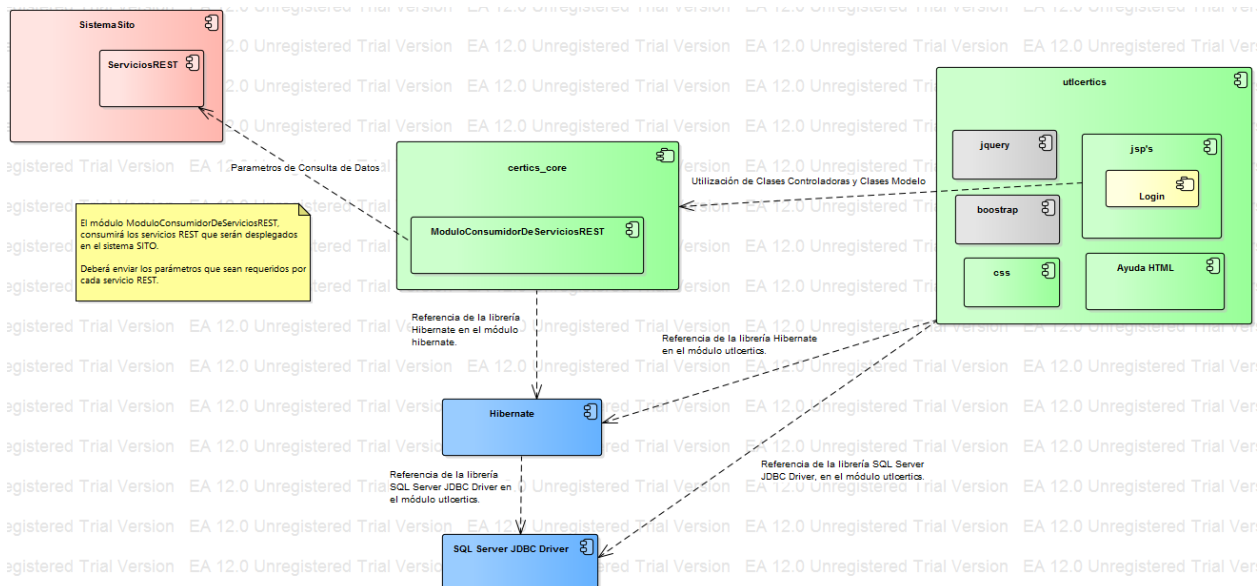 SistemaSito
ServiciosREST
Parametros de Consulta de Datos
El módulo ModuloConsumidorDeServiciosREST,
consumirá los servicios REST que serán desplegados
en el sistema SITO.
Deberá enviar los parámetros que sean requeridos por
cada servicio REST.
certics_core
ModuloConsumidorDeServiciosREST
Utilización de Clases Controladoras y Clases Modelo
utlcertics
jquery
jsp's
Login
boostrap
css
Ayuda HTML
Referencia de la librería
Hibernate en el módulo
hibernate.
Referencia de la librería Hibernate
en el módulo utlcertics.
Hibernate
Referencia de la librería
SQL Server JDBC Driver en
el módulo utlcertics.
Referencia de la librería SQL Server
JDBC Driver, en el módulo utlcertics.
SQL Server JDBC Driver
EA 12.0 Unregistered Trial Version